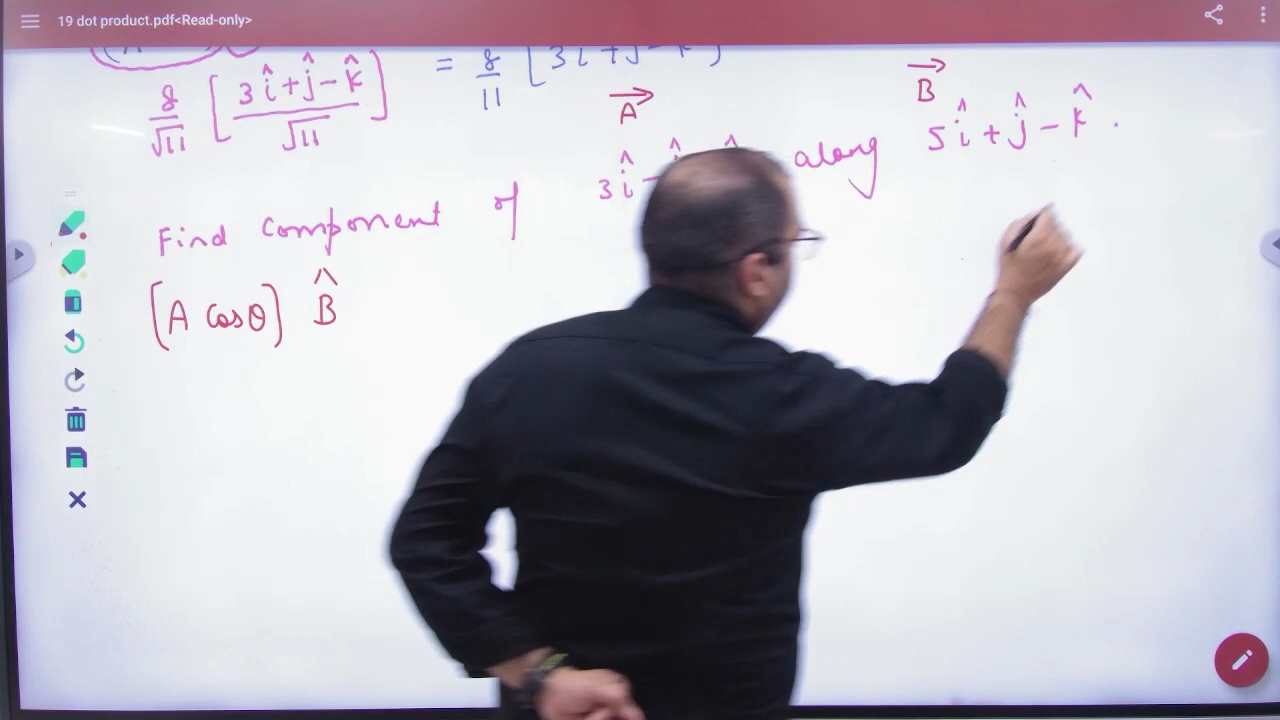 19 dot product.pdf<Read-only>
8/√11 [ (3î + ĵ − k̂)/√11 ] = 8/11 [ 3î + ĵ − k̂ ]
A⃗ B⃗
Find component of 3î − along 5î + ĵ − k̂ .
[A cosθ] B̂